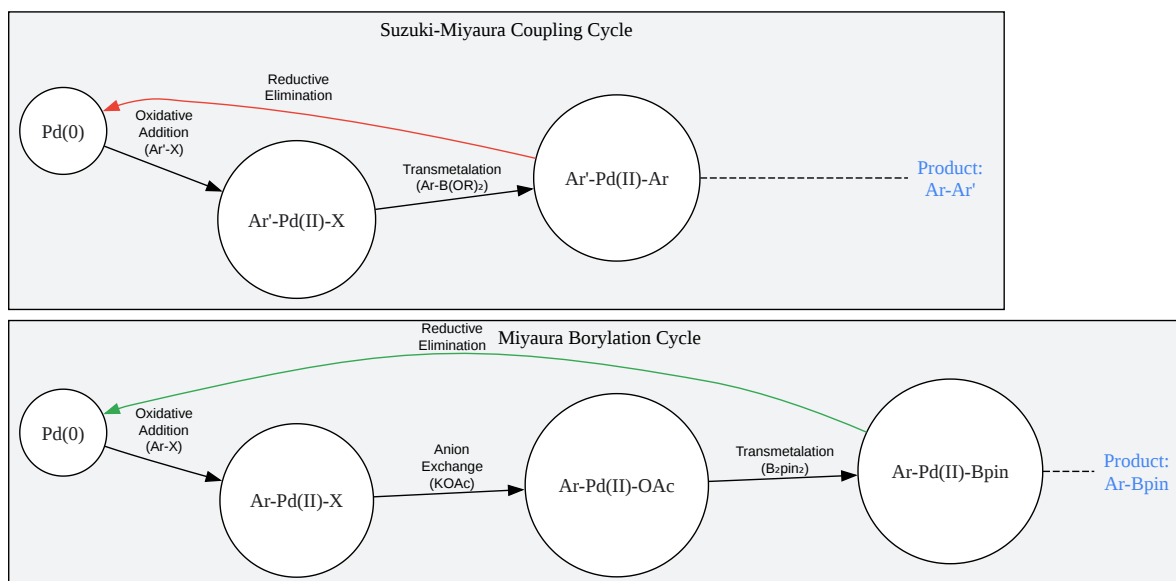 Suzuki-Miyaura Coupling Cycle
Reductive
Elimination
Pd(0)
Oxidative
Addition
(Ar'-X)
Ar'-Pd(II)-X
Transmetalation
(Ar-B(OR)₂)
Ar'-Pd(II)-Ar
Product:
Ar-Ar'
Miyaura Borylation Cycle
Reductive
Elimination
Pd(0)
Oxidative
Addition
(Ar-X)
Ar-Pd(II)-X
Anion
Exchange
(KOAc)
Ar-Pd(II)-OAc
Transmetalation
(B₂pin₂)
Ar-Pd(II)-Bpin
Product:
Ar-Bpin